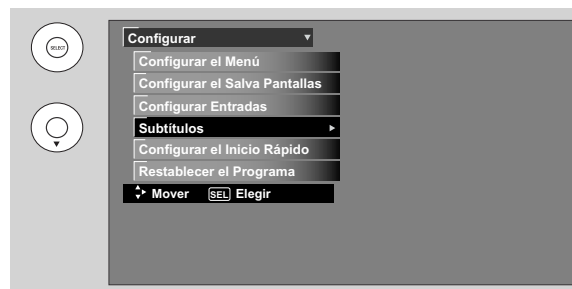 SELECT
Configurar
Configurar el Menú
Configurar el Salva Pantallas
Configurar Entradas
Subtítulos
Configurar el Inicio Rápido
Restablecer el Programa
Mover SEL Elegir